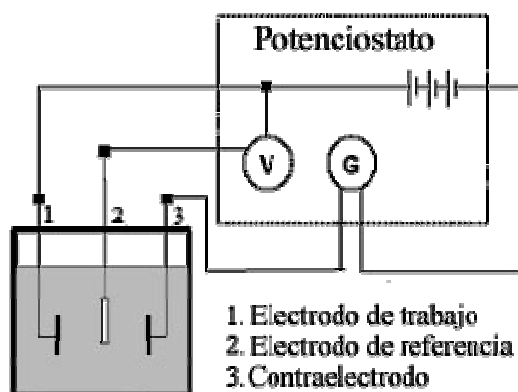 Potenciostato
V
G
1
2
3
1. Electrodo de trabajo
2. Electrodo de referencia
3. Contraelectrodo